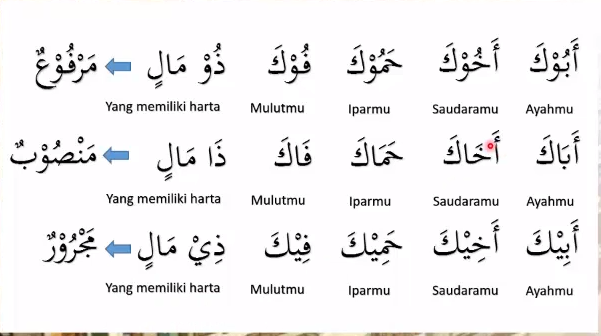 أَبُوْكَ أَخُوْكَ حَمُوْكَ فُوْكَ ذُوْ مَالٍ مَرْفُوْعٌ
Yang memiliki harta Mulutmu Iparmu Saudaramu Ayahmu
أَبَاكَ أَخَاكَ حَمَاكَ فَاكَ ذَا مَالٍ مَنْصُوْبٌ
Yang memiliki harta Mulutmu Iparmu Saudaramu Ayahmu
أَبِيْكَ أَخِيْكَ حَمِيْكَ فِيْكَ ذِيْ مَالٍ مَجْرُوْرٌ
Yang memiliki harta Mulutmu Iparmu Saudaramu Ayahmu